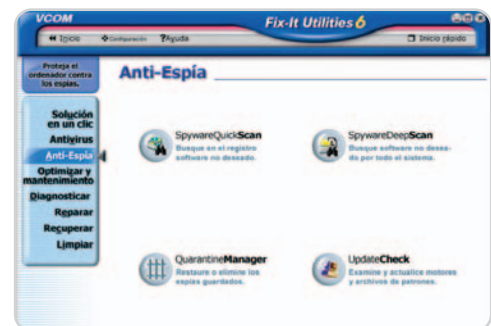 VCOM
Fix-It Utilities 6
Inicio
Configuración
?Ayuda
Inicio rápido
Proteja el
ordenador contra
los espías.
Anti-Espía
Solución
en un clic
Antivirus
Anti-Espía
Optimizar y
mantenimiento
Diagnosticar
Reparar
Recuperar
Limpiar
SpywareQuickScan
Busque en el registro
software no deseado.
SpywareDeepScan
Busque software no desea-
do por todo el sistema.
QuarantineManager
Restaure o elimine los
espías guardados.
UpdateCheck
Examine y actualice motores
y archivos de patrones.